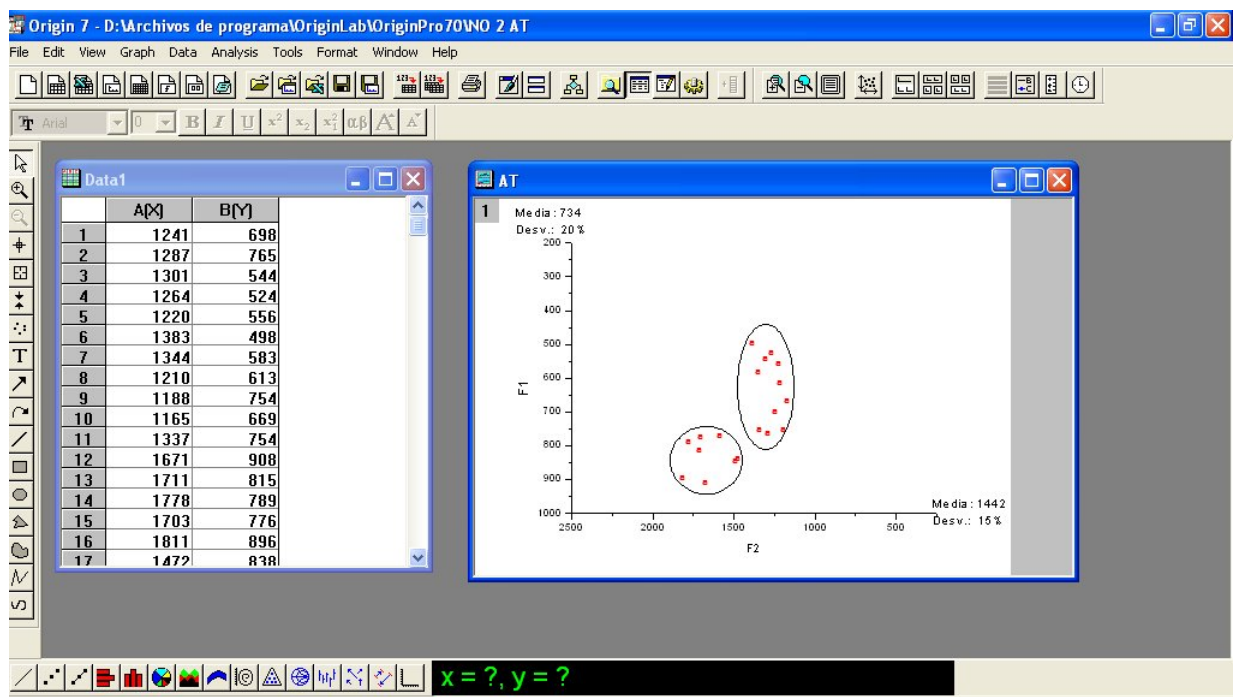 Origin 7 - D:\Archivos de programa\OriginLab\OriginPro70\NO 2 AT
File Edit View Graph Data Analysis Tools Format Window Help
Arial 0 B I U x² x₂ x₁² αβ A A
Data1
A[X] B[Y]
1 1241 698
2 1287 765
3 1301 544
4 1264 524
5 1220 556
6 1383 498
7 1344 583
8 1210 613
9 1188 754
10 1165 669
11 1337 754
12 1671 908
13 1711 815
14 1778 789
15 1703 776
16 1811 896
17 1472 838
AT
1
Media : 734
Desv.: 20 %
200
300
400
500
600
F1
700
800
900
1000
Media : 1442
Desv.: 15 %
2500 2000 1500 1000 500
F2
x = ?, y = ?